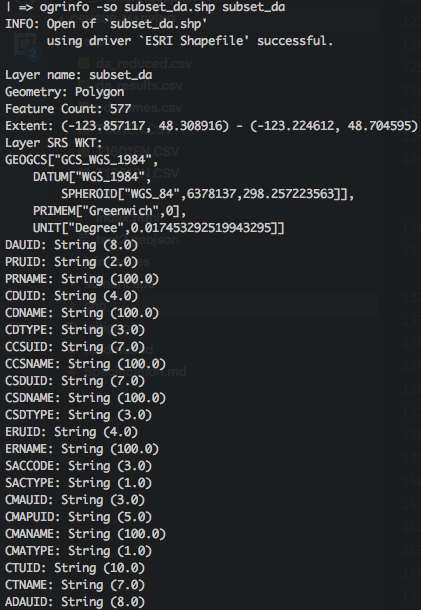 | => ogrinfo -so subset_da.shp subset_da
INFO: Open of `subset_da.shp'
      using driver `ESRI Shapefile' successful.

Layer name: subset_da
Geometry: Polygon
Feature Count: 577
Extent: (-123.857117, 48.308916) - (-123.224612, 48.704595)
Layer SRS WKT:
GEOGCS["GCS_WGS_1984",
    DATUM["WGS_1984",
        SPHEROID["WGS_84",6378137,298.257223563]],
    PRIMEM["Greenwich",0],
    UNIT["Degree",0.017453292519943295]]
DAUID: String (8.0)
PRUID: String (2.0)
PRNAME: String (100.0)
CDUID: String (4.0)
CDNAME: String (100.0)
CDTYPE: String (3.0)
CCSUID: String (7.0)
CCSNAME: String (100.0)
CSDUID: String (7.0)
CSDNAME: String (100.0)
CSDTYPE: String (3.0)
ERUID: String (4.0)
ERNAME: String (100.0)
SACCODE: String (3.0)
SACTYPE: String (1.0)
CMAUID: String (3.0)
CMAPUID: String (5.0)
CMANAME: String (100.0)
CMATYPE: String (1.0)
CTUID: String (10.0)
CTNAME: String (7.0)
ADAUID: String (8.0)